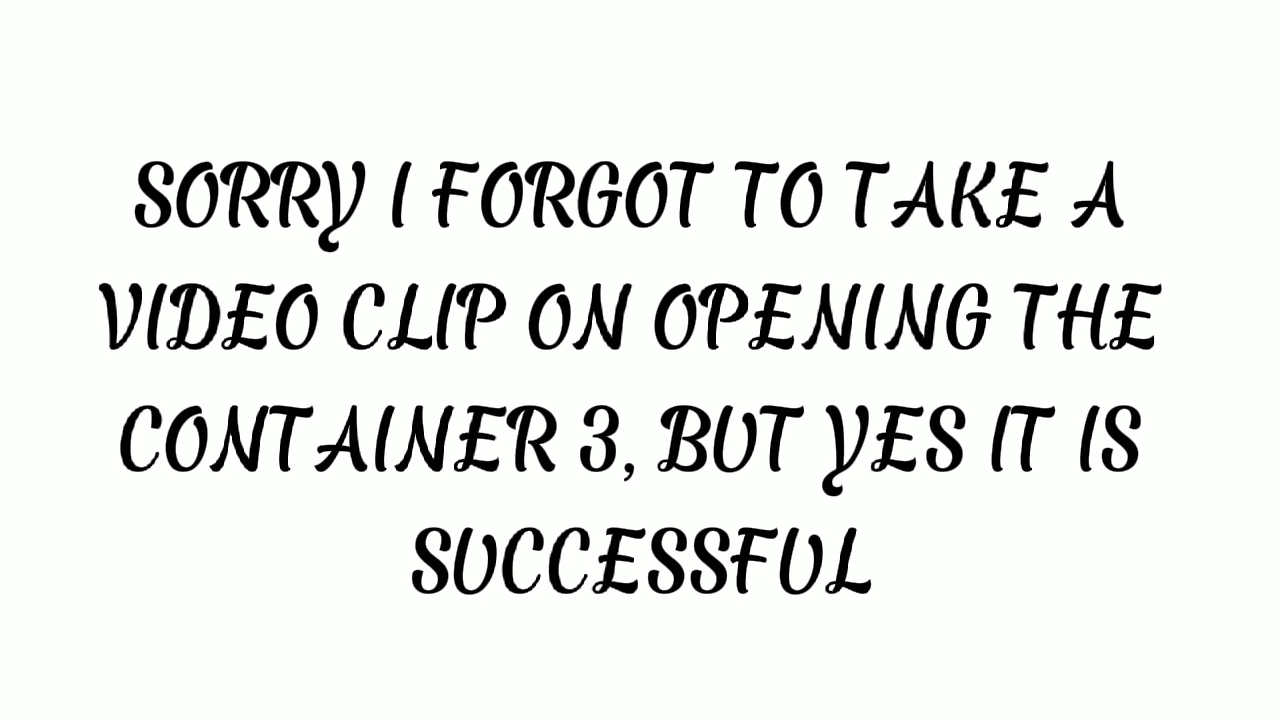 SORRY I FORGOT TO TAKE A
VIDEO CLIP ON OPENING THE
CONTAINER 3, BUT YES IT IS
SUCCESSFUL